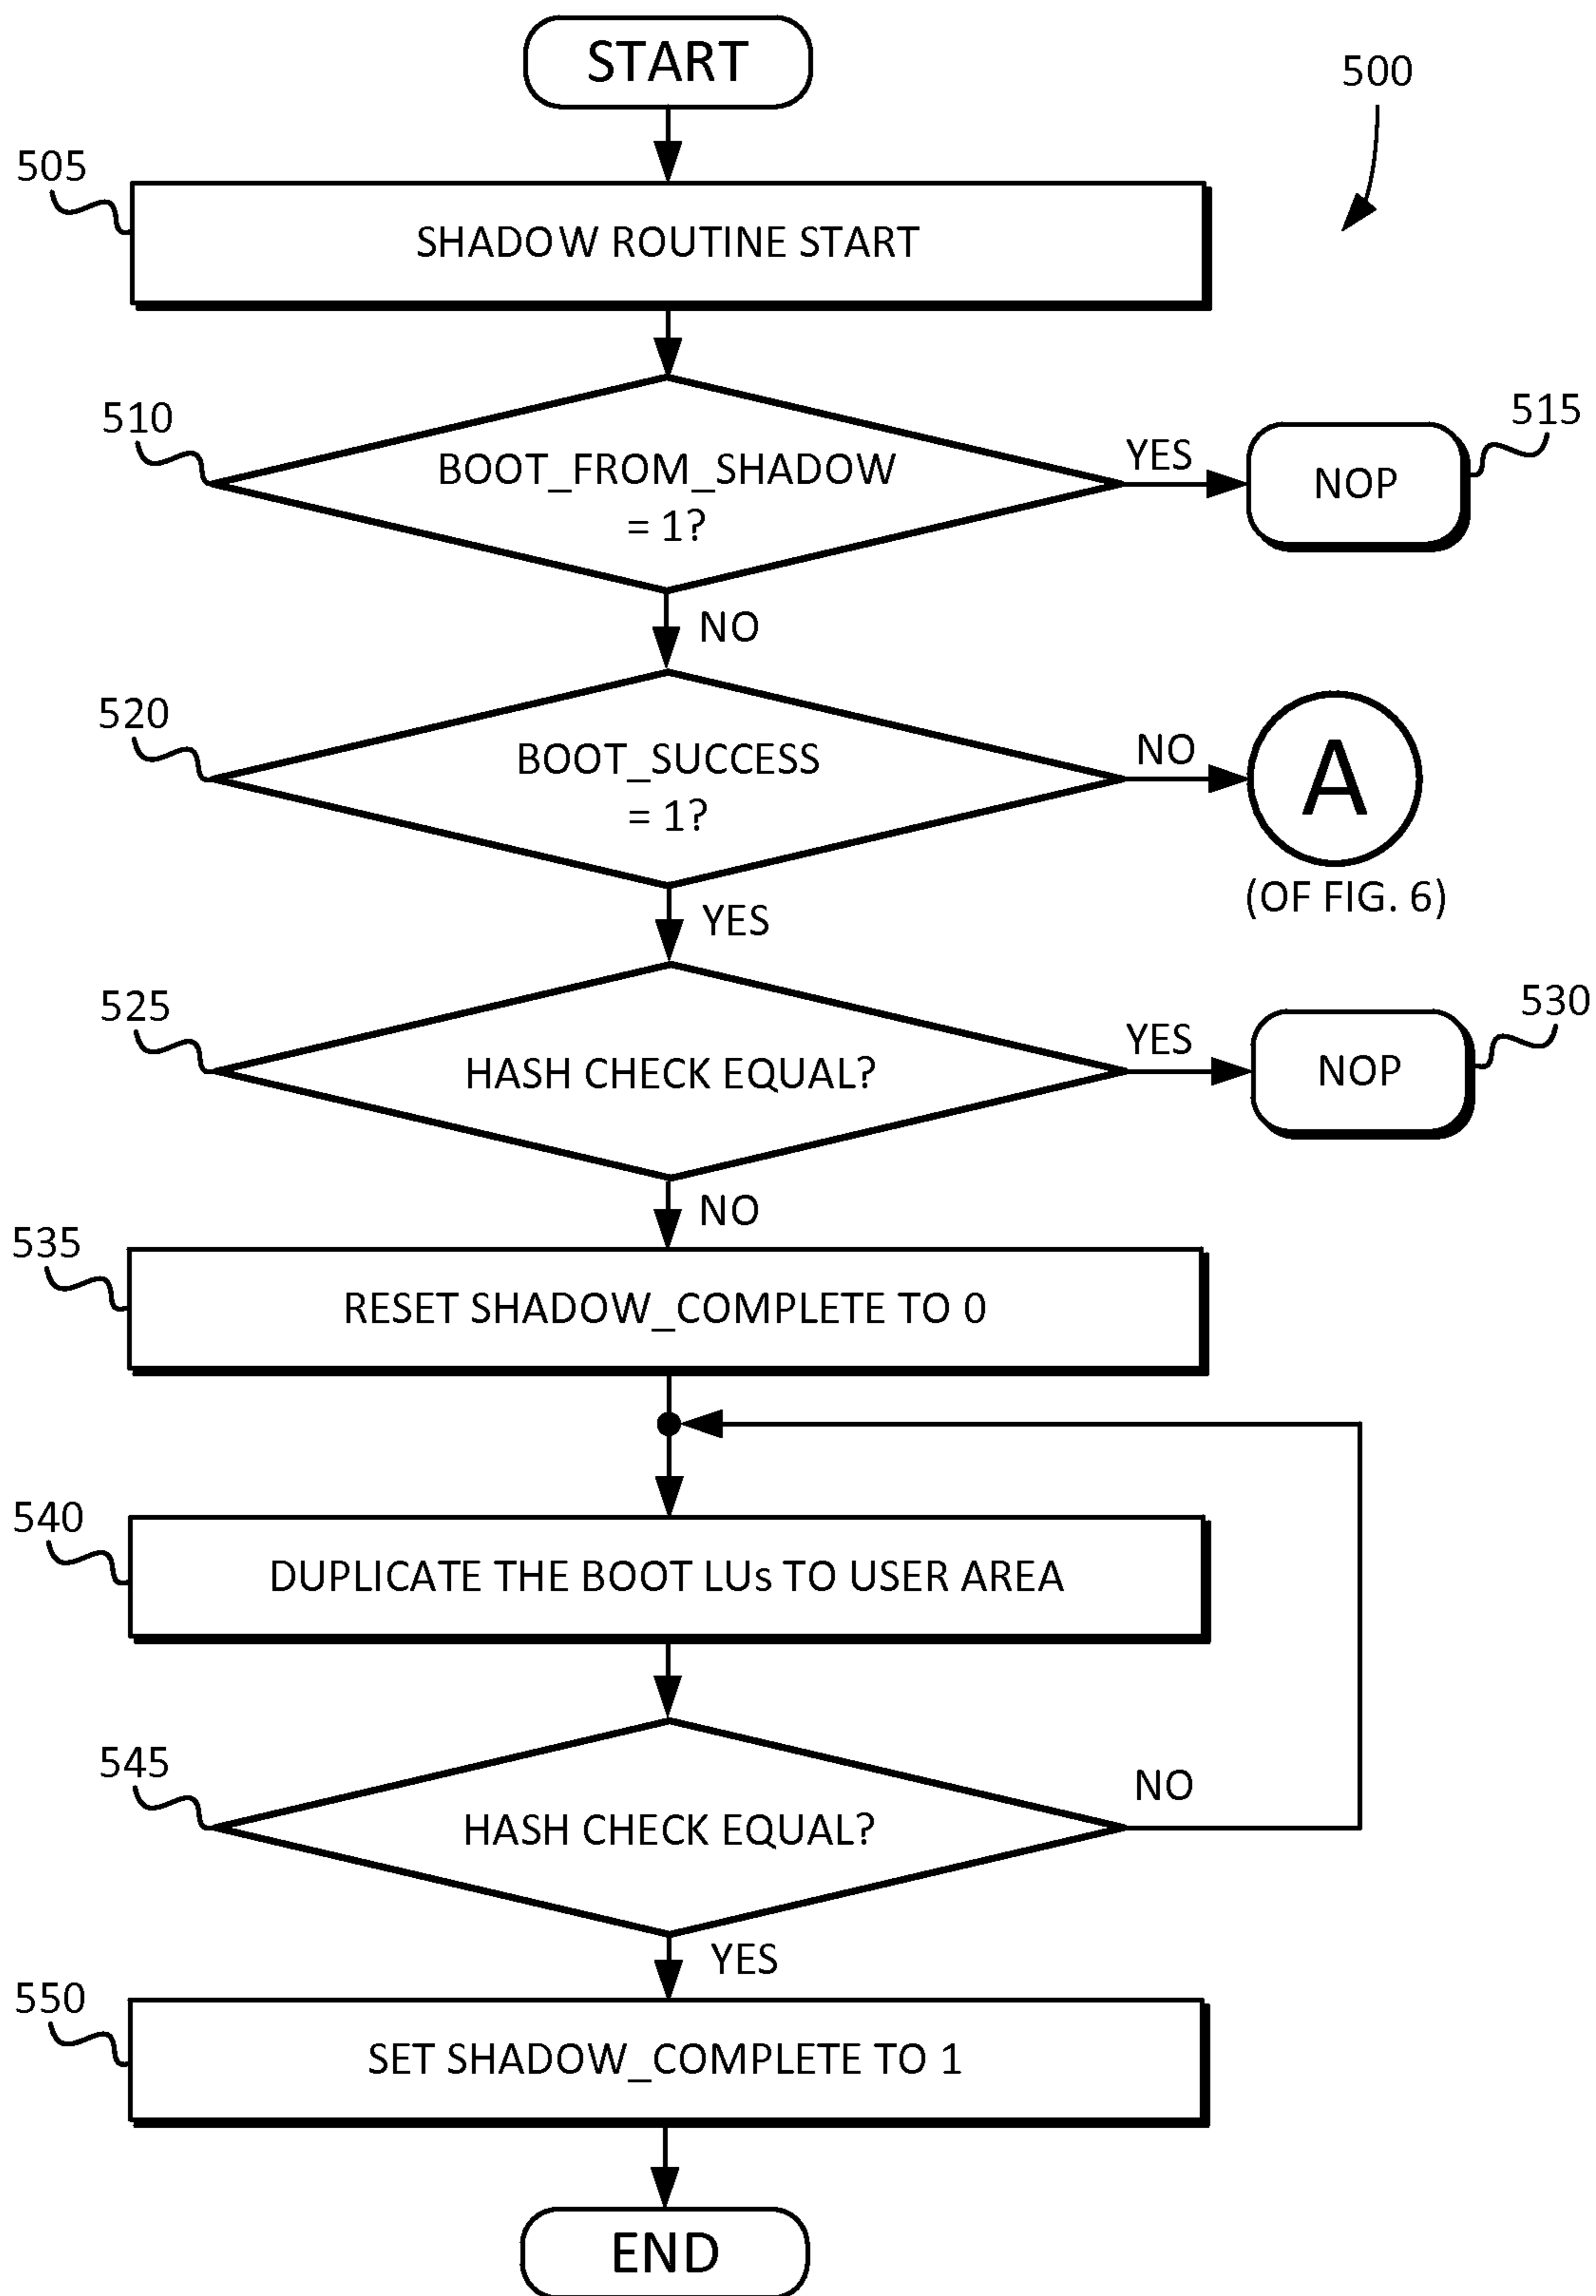 START
500
505
SHADOW ROUTINE START
510
BOOT_FROM_SHADOW
= 1?
YES
NOP
515
NO
520
BOOT_SUCCESS
= 1?
NO
A
(OF FIG. 6)
YES
525
HASH CHECK EQUAL?
YES
NOP
530
NO
535
RESET SHADOW_COMPLETE TO 0
540
DUPLICATE THE BOOT LUs TO USER AREA
545
HASH CHECK EQUAL?
NO
YES
550
SET SHADOW_COMPLETE TO 1
END